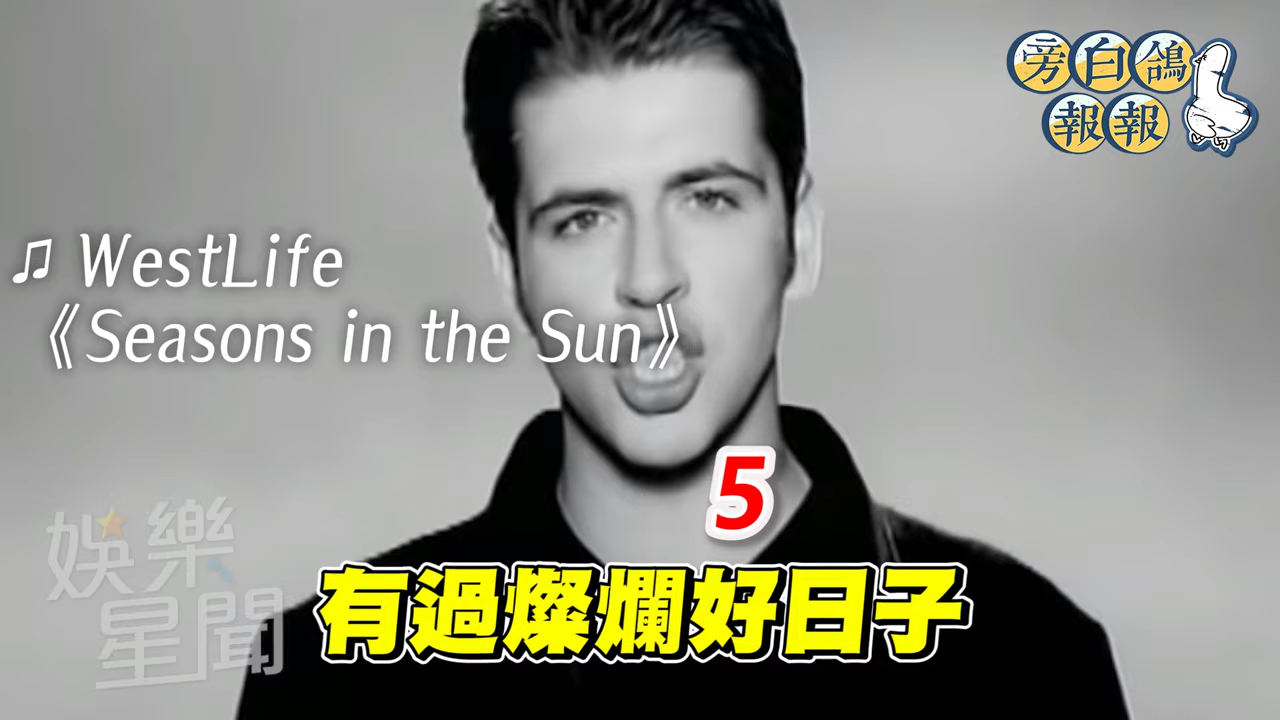 旁白鴿
報報
♫ WestLife
《Seasons in the Sun》
5
有過燦爛好日子
娛樂
星聞